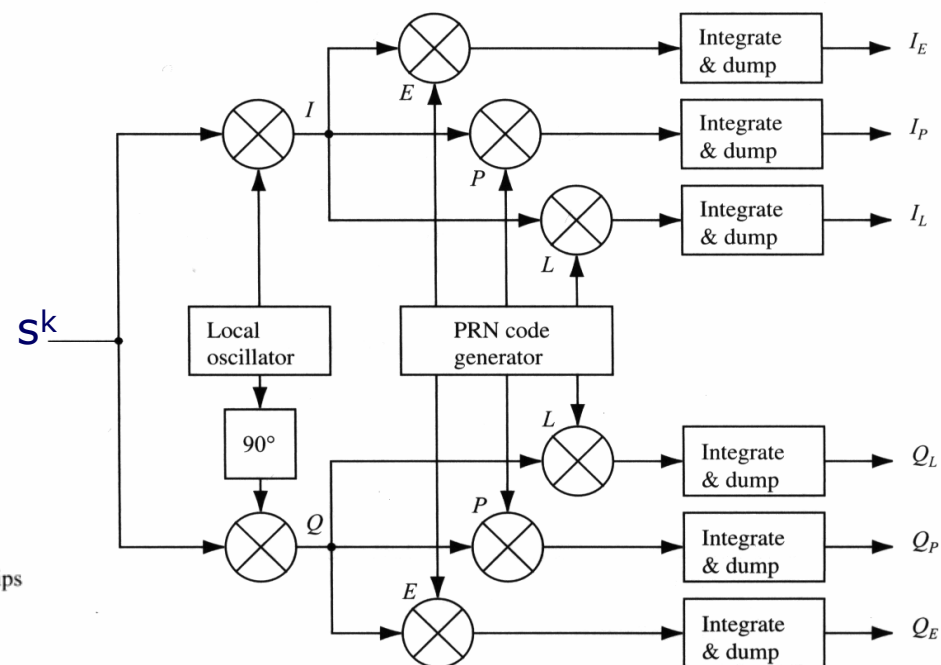 Integrate
& dump
I_E
E
I
Integrate
& dump
I_P
P
Integrate
& dump
I_L
L
s^k
Local
oscillator
PRN code
generator
90°
L
Integrate
& dump
Q_L
Q
P
Integrate
& dump
Q_P
ps
E
Integrate
& dump
Q_E